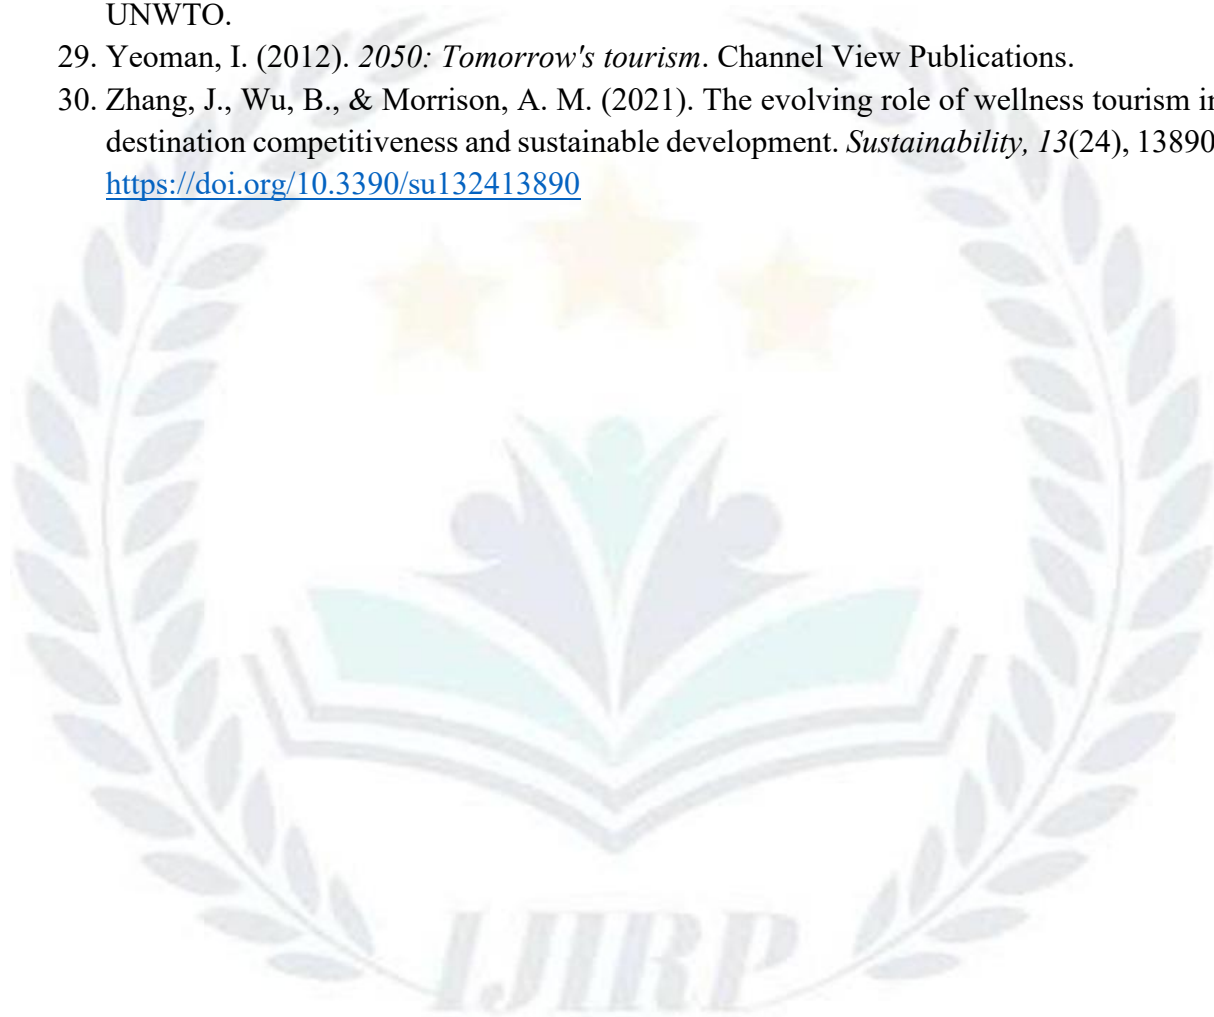 UNWTO.
29. Yeoman, I. (2012). 2050: Tomorrow's tourism. Channel View Publications.
30. Zhang, J., Wu, B., & Morrison, A. M. (2021). The evolving role of wellness tourism in
destination competitiveness and sustainable development. Sustainability, 13(24), 13890
https://doi.org/10.3390/su132413890
IJIRP